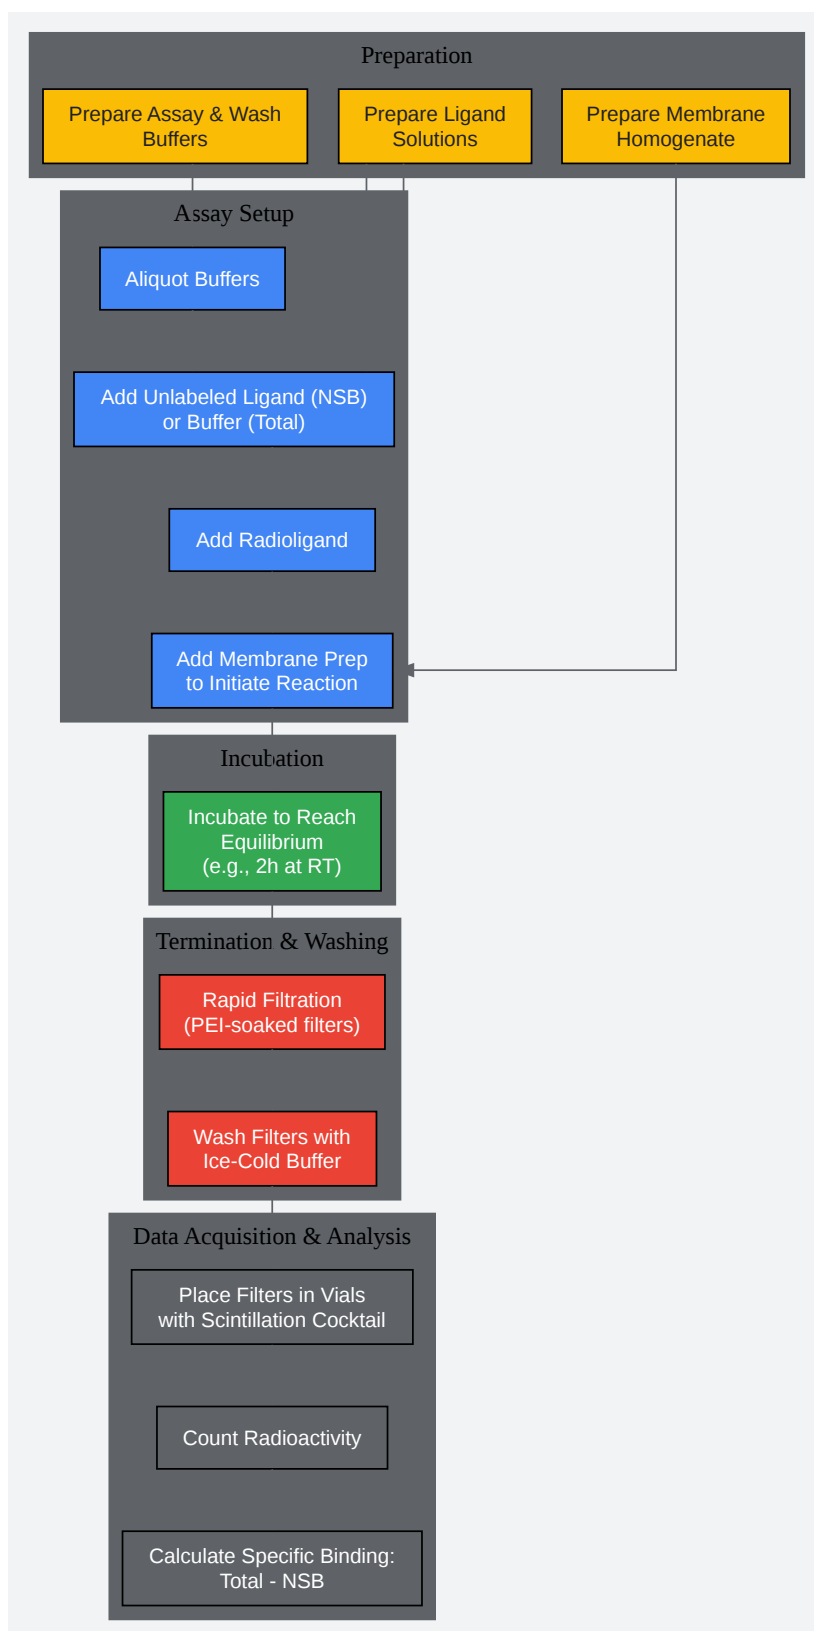 Preparation
Prepare Assay & Wash
Buffers
Prepare Ligand
Solutions
Prepare Membrane
Homogenate
Assay Setup
Aliquot Buffers
Add Unlabeled Ligand (NSB)
or Buffer (Total)
Add Radioligand
Add Membrane Prep
to Initiate Reaction
Incubation
Incubate to Reach
Equilibrium
(e.g., 2h at RT)
Termination & Washing
Rapid Filtration
(PEI-soaked filters)
Wash Filters with
Ice-Cold Buffer
Data Acquisition & Analysis
Place Filters in Vials
with Scintillation Cocktail
Count Radioactivity
Calculate Specific Binding:
Total - NSB